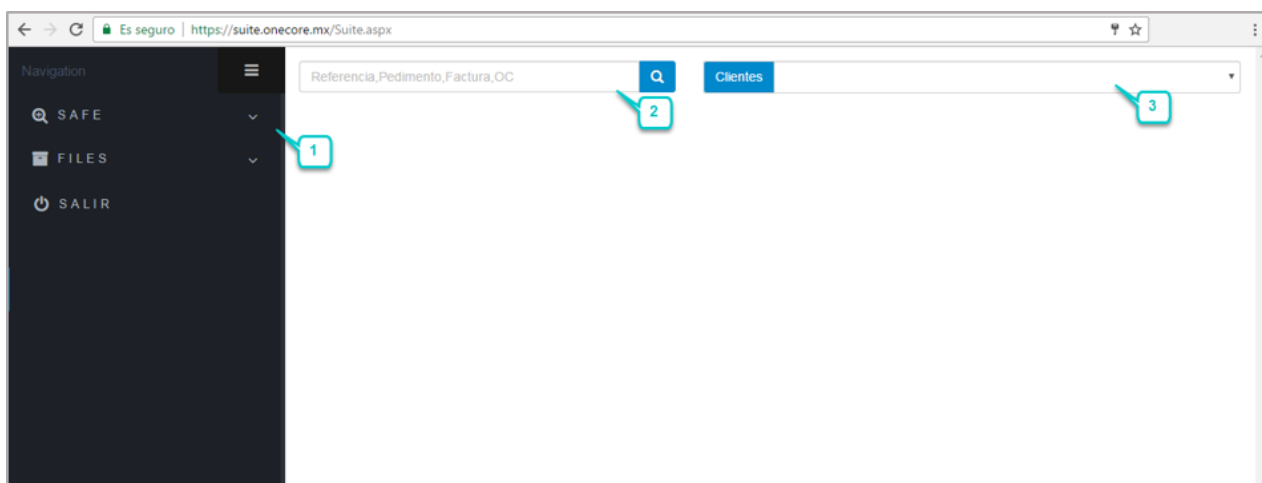 Es seguro | https://suite.onecore.mx/Suite.aspx
Navigation
Referencia,Pedimento,Factura,OC
Clientes
SAFE
2
3
1
FILES
SALIR